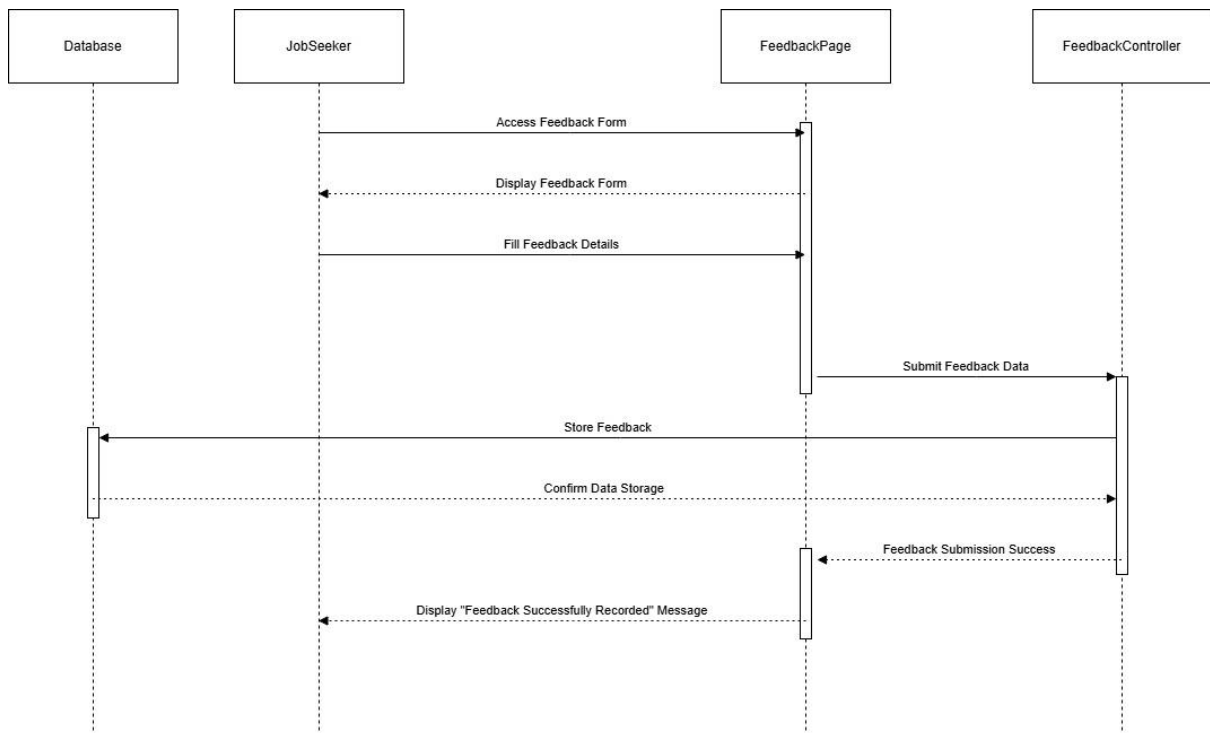 Database
JobSeeker
FeedbackPage
FeedbackController
Access Feedback Form
Display Feedback Form
Fill Feedback Details
Submit Feedback Data
Store Feedback
Confirm Data Storage
Feedback Submission Success
Display "Feedback Successfully Recorded" Message